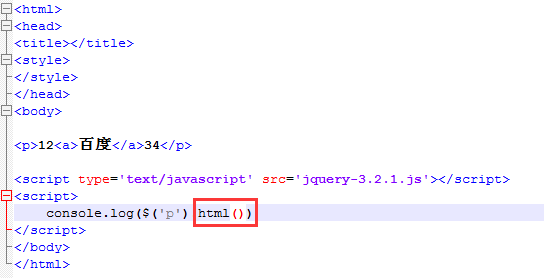 <html>
<head>
<title></title>
<style>
</style>
</head>
<body>
<p>12<a>百度</a>34</p>
<script type='text/javascript' src='jquery-3.2.1.js'></script>
<script>
console.log($('p') html())
</script>
</body>
</html>